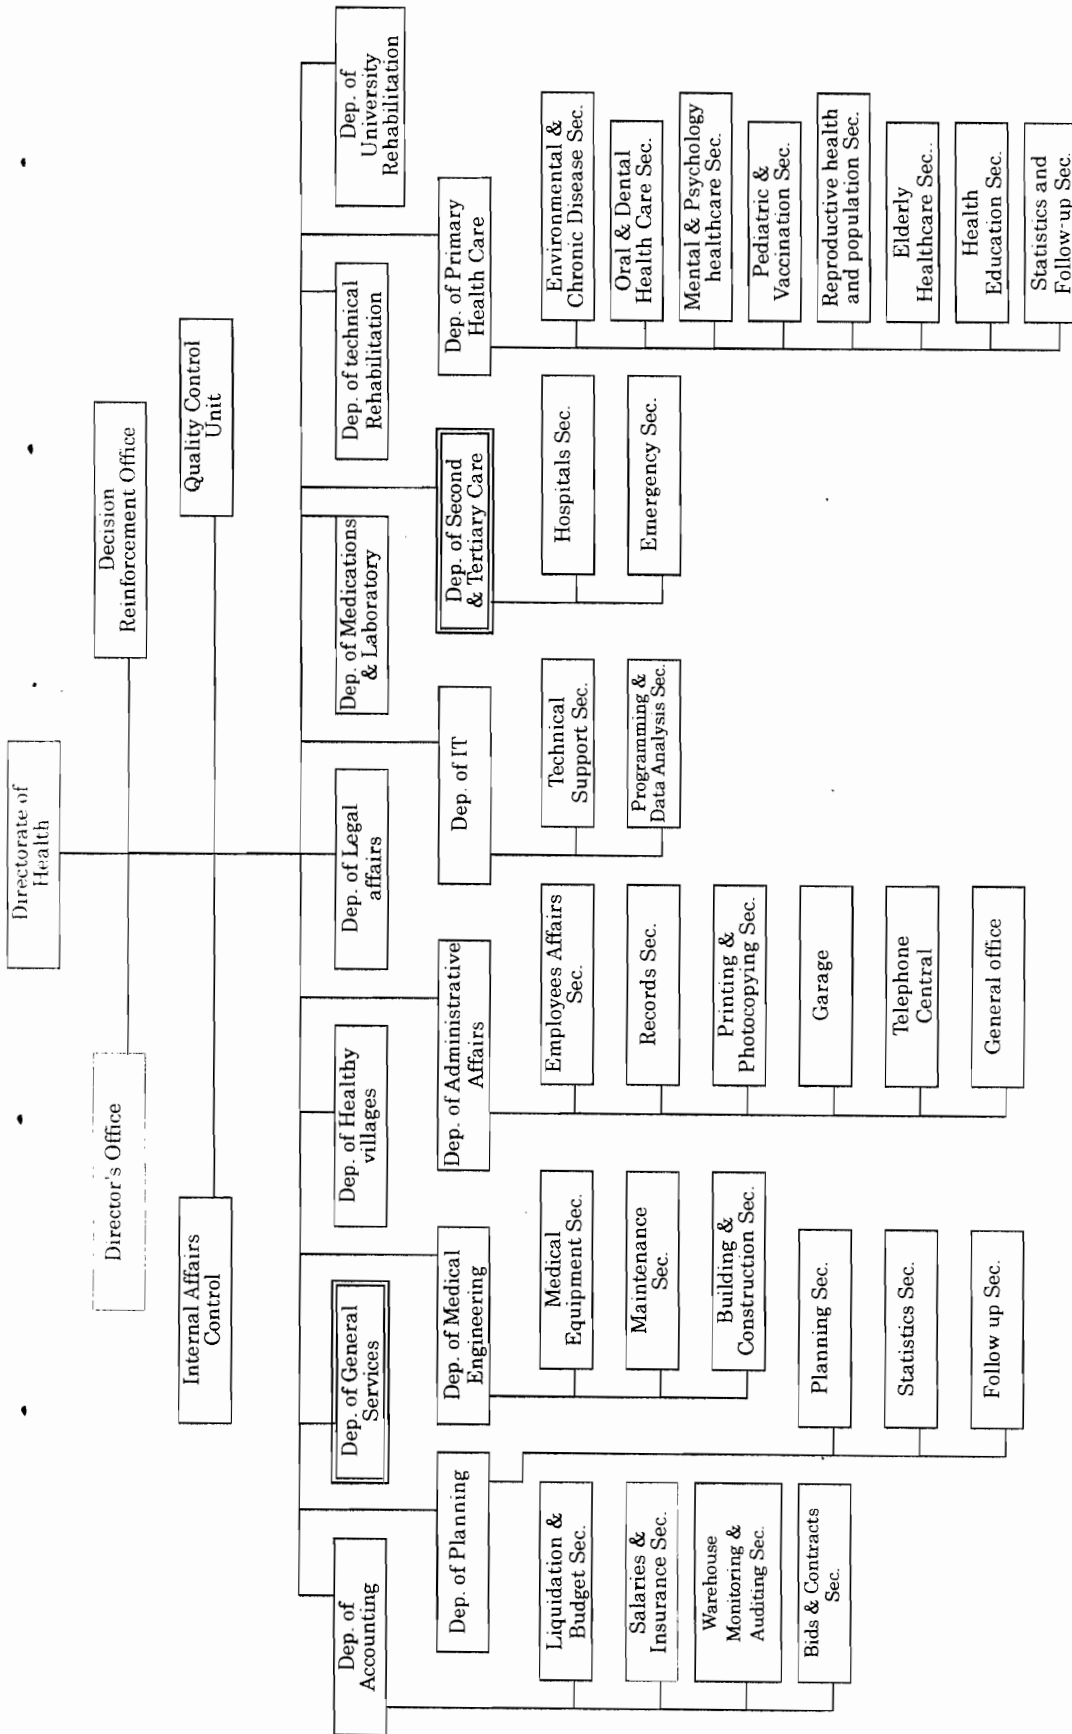 Directorate of
Health
Director's Office
Decision
Reinforcement Office
Internal Affairs
Control
Quality Control
Unit
Dep. of
Accounting
Dep. of General
Services
Dep. of Healthy
villages
Dep. of Legal
affairs
Dep. of Medications
& Laboratory
Dep. of technical
Rehabilitation
Dep. of
University
Rehabilitation
Dep. of Planning
Dep. of Medical
Engineering
Dep. of Administrative
Affairs
Dep. of IT
Dep. of Second
& Tertiary Care
Dep. of Primary
Health Care
Liquidation &
Budget Sec.
Salaries &
Insurance Sec.
Warehouse
Monitoring &
Auditing Sec.
Bids & Contracts
Sec.
Planning Sec.
Statistics Sec.
Follow up Sec.
Medical
Equipment Sec.
Maintenance
Sec.
Building &
Construction Sec.
Employees Affairs
Sec.
Records Sec.
Printing &
Photocopying Sec.
Garage
Telephone
Central
General office
Technical
Support Sec.
Programming &
Data Analysis Sec.
Hospitals Sec.
Emergency Sec.
Environmental &
Chronic Disease Sec.
Oral & Dental
Health Care Sec.
Mental & Psychology
healthcare Sec.
Pediatric &
Vaccination Sec.
Reproductive health
and population Sec.
Elderly
Healthcare Sec..
Health
Education Sec.
Statistics and
Follow-up Sec.